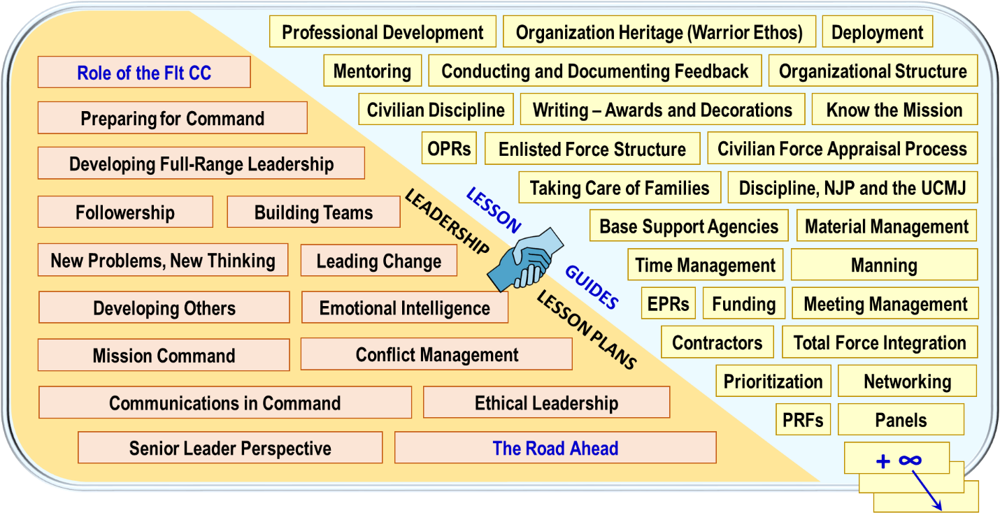 Professional Development
Organization Heritage (Warrior Ethos)
Deployment
Role of the Flt CC
Mentoring
Conducting and Documenting Feedback
Organizational Structure
Preparing for Command
Civilian Discipline
Writing – Awards and Decorations
Know the Mission
Developing Full-Range Leadership
OPRs
Enlisted Force Structure
Civilian Force Appraisal Process
Taking Care of Families
Discipline, NJP and the UCMJ
Followership
Building Teams
LEADERSHIP
LESSON
Base Support Agencies
Material Management
New Problems, New Thinking
Leading Change
Time Management
Manning
GUIDES
LESSON PLANS
Developing Others
Emotional Intelligence
EPRs
Funding
Meeting Management
Mission Command
Conflict Management
Contractors
Total Force Integration
Prioritization
Networking
Communications in Command
Ethical Leadership
PRFs
Panels
Senior Leader Perspective
The Road Ahead
+ ∞